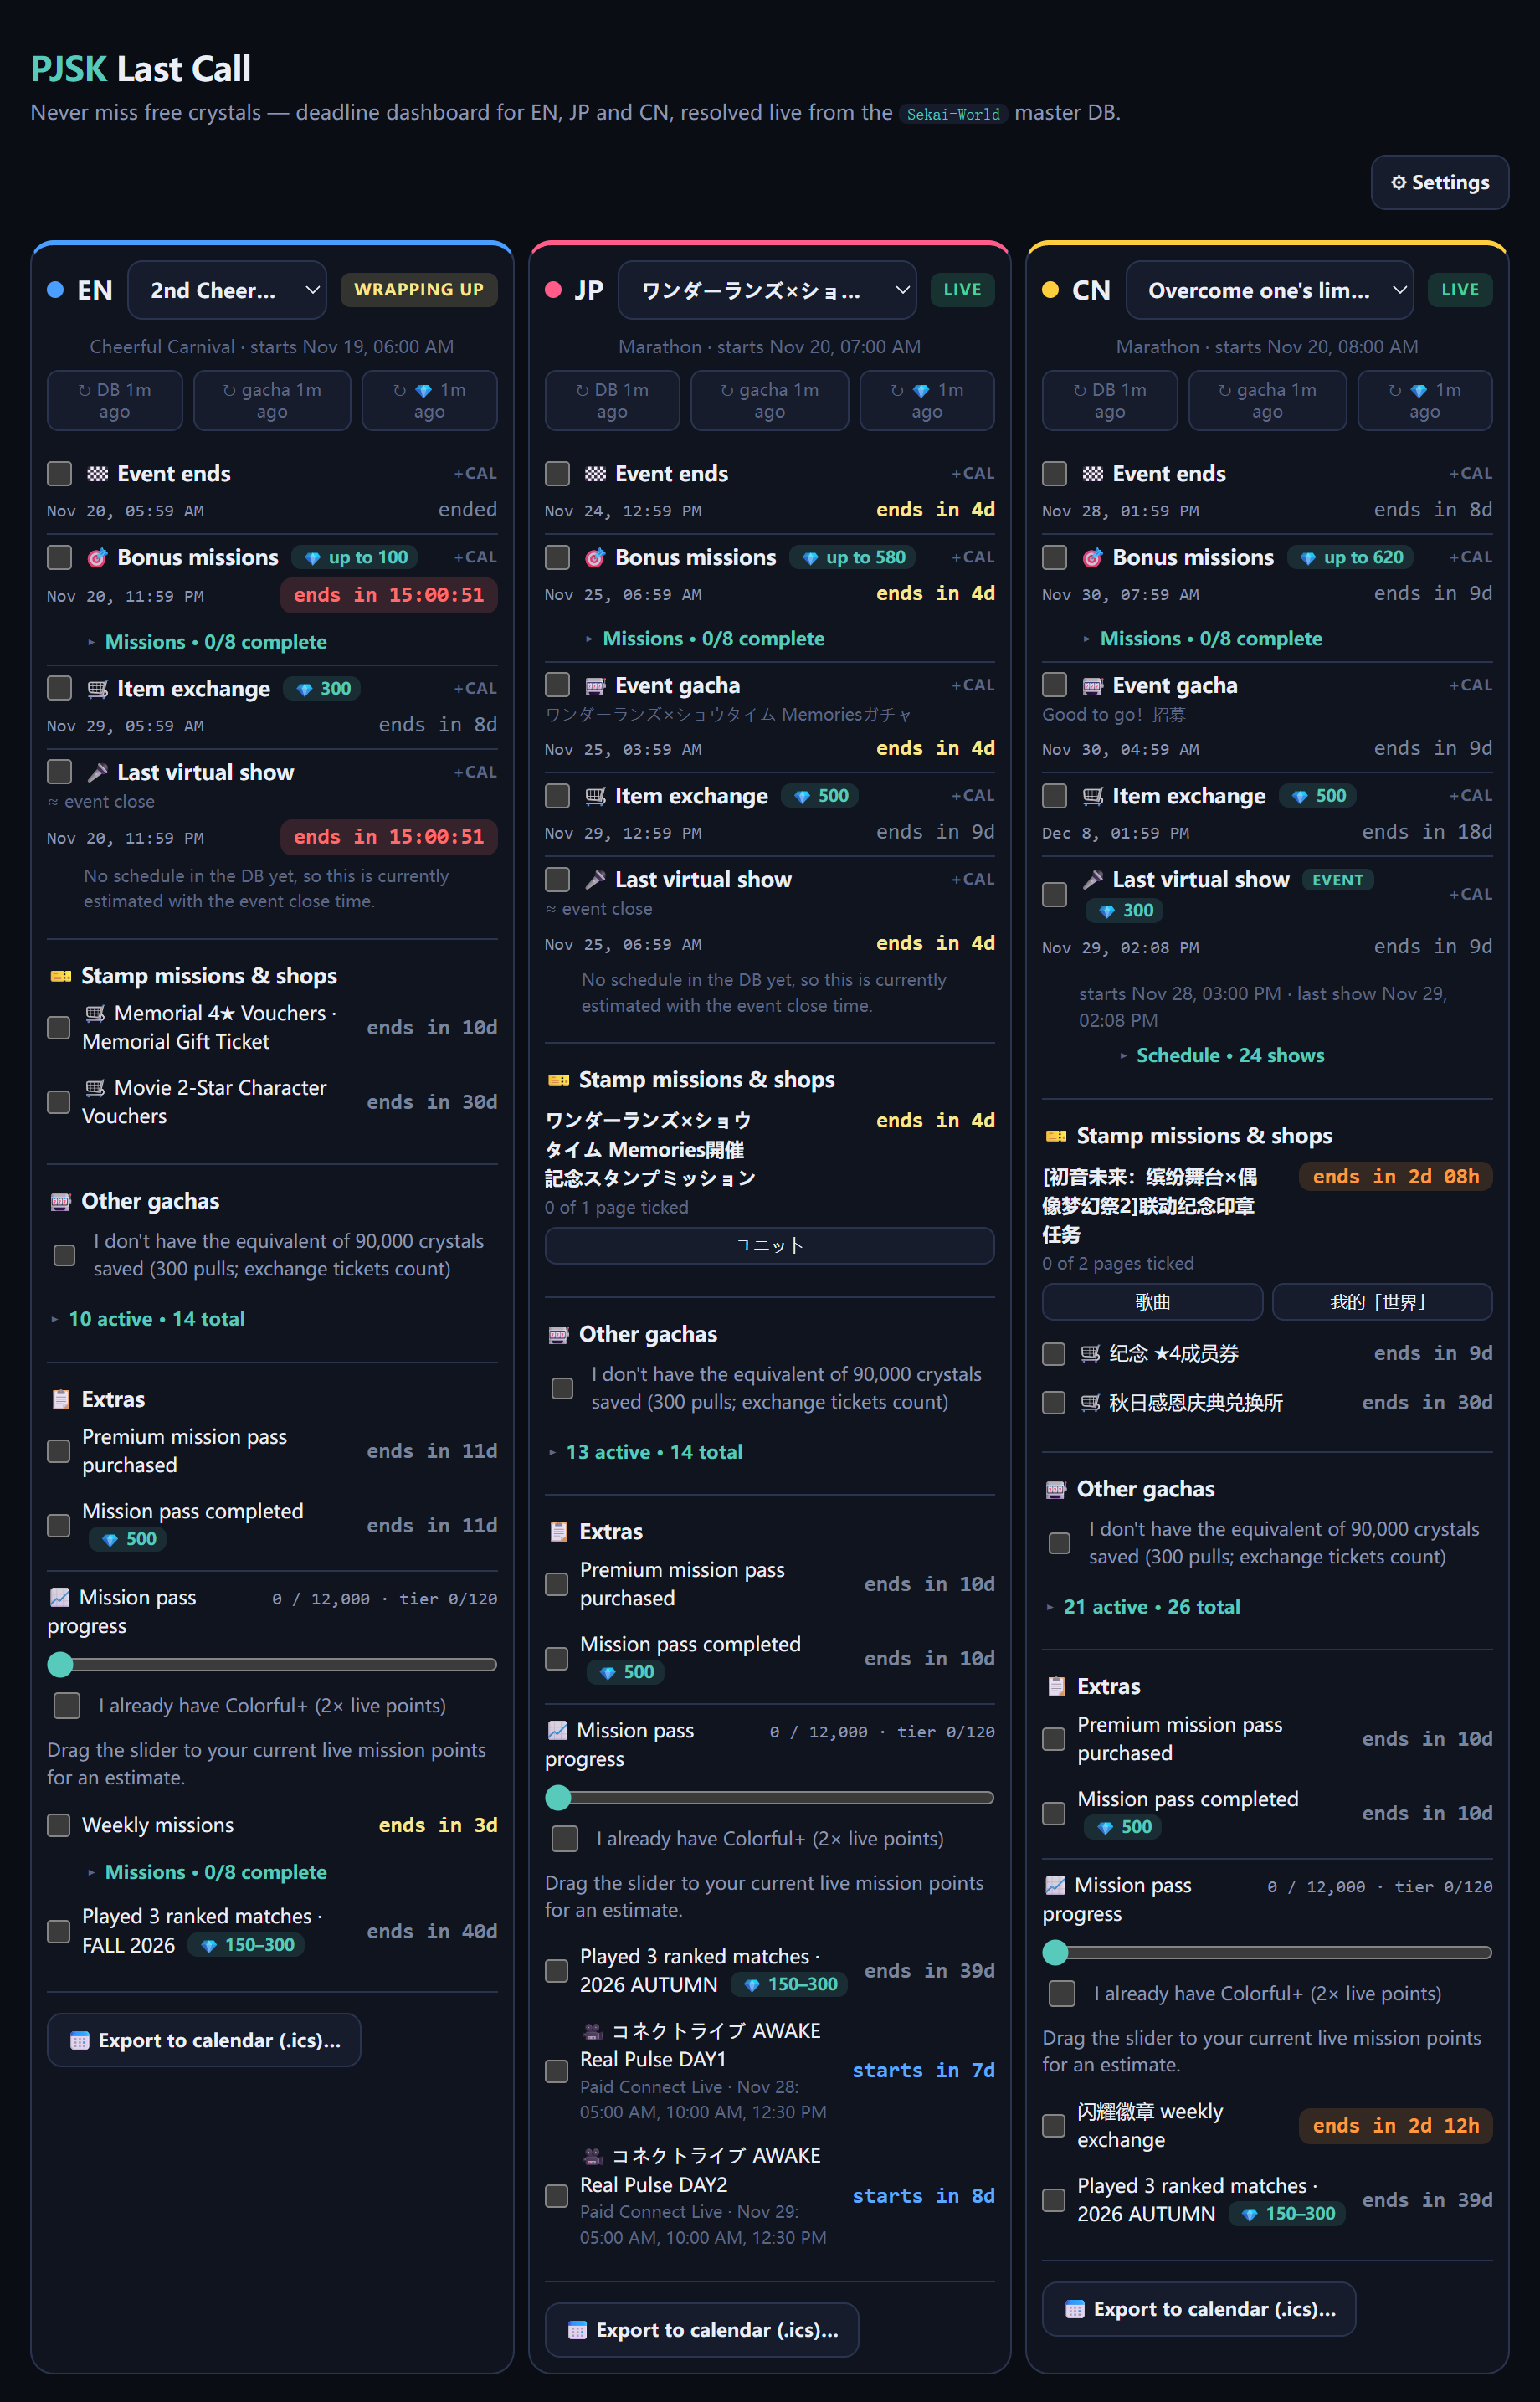 PJSK Last Call
Never miss free crystals — deadline dashboard for EN, JP and CN, resolved live from the Sekai-World master DB.
⚙ Settings
EN
2nd Cheer...
WRAPPING UP
Cheerful Carnival · starts Nov 19, 06:00 AM
↻ DB 1m
ago
↻ gacha 1m
ago
↻ 💎 1m
ago
🏁 Event ends
+CAL
Nov 20, 05:59 AM
ended
🎯 Bonus missions 💎 up to 100
+CAL
Nov 20, 11:59 PM
ends in 15:00:51
▸ Missions • 0/8 complete
🛒 Item exchange 💎 300
+CAL
Nov 29, 05:59 AM
ends in 8d
🎤 Last virtual show
+CAL
≈ event close
Nov 20, 11:59 PM
ends in 15:00:51
No schedule in the DB yet, so this is currently
estimated with the event close time.
🎫 Stamp missions & shops
🛒 Memorial 4★ Vouchers ·
Memorial Gift Ticket
ends in 10d
🛒 Movie 2-Star Character
Vouchers
ends in 30d
🎰 Other gachas
I don't have the equivalent of 90,000 crystals
saved (300 pulls; exchange tickets count)
▸ 10 active • 14 total
📋 Extras
Premium mission pass
purchased
ends in 11d
Mission pass completed
💎 500
ends in 11d
📈 Mission pass
progress
0 / 12,000 · tier 0/120
I already have Colorful+ (2× live points)
Drag the slider to your current live mission points
for an estimate.
Weekly missions
ends in 3d
▸ Missions • 0/8 complete
Played 3 ranked matches ·
FALL 2026 💎 150–300
ends in 40d
📅 Export to calendar (.ics)...
JP
ワンダーランズ×ショ...
LIVE
Marathon · starts Nov 20, 07:00 AM
↻ DB 1m
ago
↻ gacha 1m
ago
↻ 💎 1m
ago
🏁 Event ends
+CAL
Nov 24, 12:59 PM
ends in 4d
🎯 Bonus missions 💎 up to 580
+CAL
Nov 25, 06:59 AM
ends in 4d
▸ Missions • 0/8 complete
🎰 Event gacha
+CAL
ワンダーランズ×ショウタイム Memoriesガチャ
Nov 25, 03:59 AM
ends in 4d
🛒 Item exchange 💎 500
+CAL
Nov 29, 12:59 PM
ends in 9d
🎤 Last virtual show
+CAL
≈ event close
Nov 25, 06:59 AM
ends in 4d
No schedule in the DB yet, so this is currently
estimated with the event close time.
🎫 Stamp missions & shops
ワンダーランズ×ショウ
タイム Memories開催
記念スタンプミッション
ends in 4d
0 of 1 page ticked
ユニット
🎰 Other gachas
I don't have the equivalent of 90,000 crystals
saved (300 pulls; exchange tickets count)
▸ 13 active • 14 total
📋 Extras
Premium mission pass
purchased
ends in 10d
Mission pass completed
💎 500
ends in 10d
📈 Mission pass
progress
0 / 12,000 · tier 0/120
I already have Colorful+ (2× live points)
Drag the slider to your current live mission points
for an estimate.
Played 3 ranked matches ·
2026 AUTUMN 💎 150–300
ends in 39d
🎥 コネクトライブ AWAKE
Real Pulse DAY1
Paid Connect Live · Nov 28:
05:00 AM, 10:00 AM, 12:30 PM
starts in 7d
🎥 コネクトライブ AWAKE
Real Pulse DAY2
Paid Connect Live · Nov 29:
05:00 AM, 10:00 AM, 12:30 PM
starts in 8d
📅 Export to calendar (.ics)...
CN
Overcome one's lim...
LIVE
Marathon · starts Nov 20, 08:00 AM
↻ DB 1m
ago
↻ gacha 1m
ago
↻ 💎 1m
ago
🏁 Event ends
+CAL
Nov 28, 01:59 PM
ends in 8d
🎯 Bonus missions 💎 up to 620
+CAL
Nov 30, 07:59 AM
ends in 9d
▸ Missions • 0/8 complete
🎰 Event gacha
+CAL
Good to go！招募
Nov 30, 04:59 AM
ends in 9d
🛒 Item exchange 💎 500
+CAL
Dec 8, 01:59 PM
ends in 18d
🎤 Last virtual show EVENT
💎 300
+CAL
Nov 29, 02:08 PM
ends in 9d
starts Nov 28, 03:00 PM · last show Nov 29,
02:08 PM
▸ Schedule • 24 shows
🎫 Stamp missions & shops
[初音未来：缤纷舞台×偶
像梦幻祭2]联动纪念印章
任务
ends in 2d 08h
0 of 2 pages ticked
歌曲
我的「世界」
🛒 纪念 ★4成员券
ends in 9d
🛒 秋日感恩庆典兑换所
ends in 30d
🎰 Other gachas
I don't have the equivalent of 90,000 crystals
saved (300 pulls; exchange tickets count)
▸ 21 active • 26 total
📋 Extras
Premium mission pass
purchased
ends in 10d
Mission pass completed
💎 500
ends in 10d
📈 Mission pass
progress
0 / 12,000 · tier 0/120
I already have Colorful+ (2× live points)
Drag the slider to your current live mission points
for an estimate.
闪耀徽章 weekly
exchange
ends in 2d 12h
Played 3 ranked matches ·
2026 AUTUMN 💎 150–300
ends in 39d
📅 Export to calendar (.ics)...